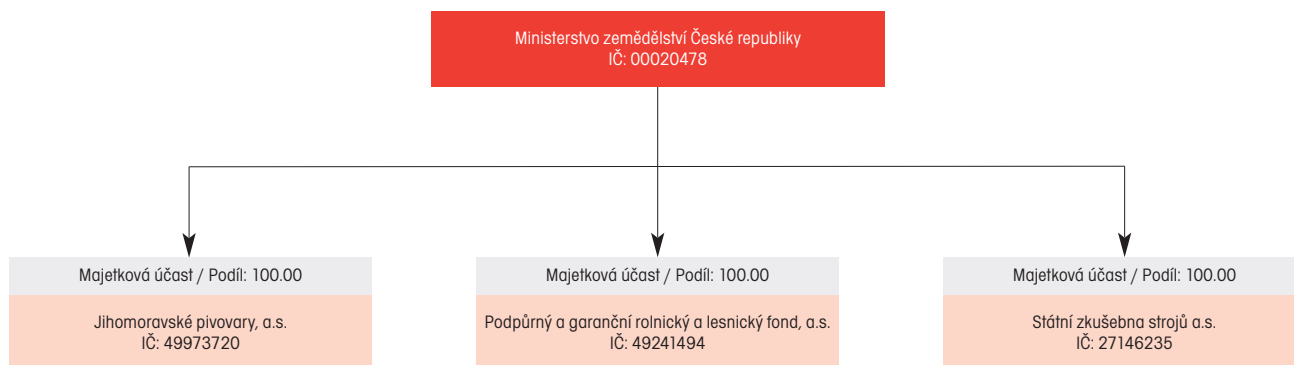 Ministerstvo zemědělství České republiky
IČ: 00020478
Majetková účast / Podíl: 100.00
Jihomoravské pivovary, a.s.
IČ: 49973720
Majetková účast / Podíl: 100.00
Podpůrný a garanční rolnický a lesnický fond, a.s.
IČ: 49241494
Majetková účast / Podíl: 100.00
Státní zkušebna strojů a.s.
IČ: 27146235